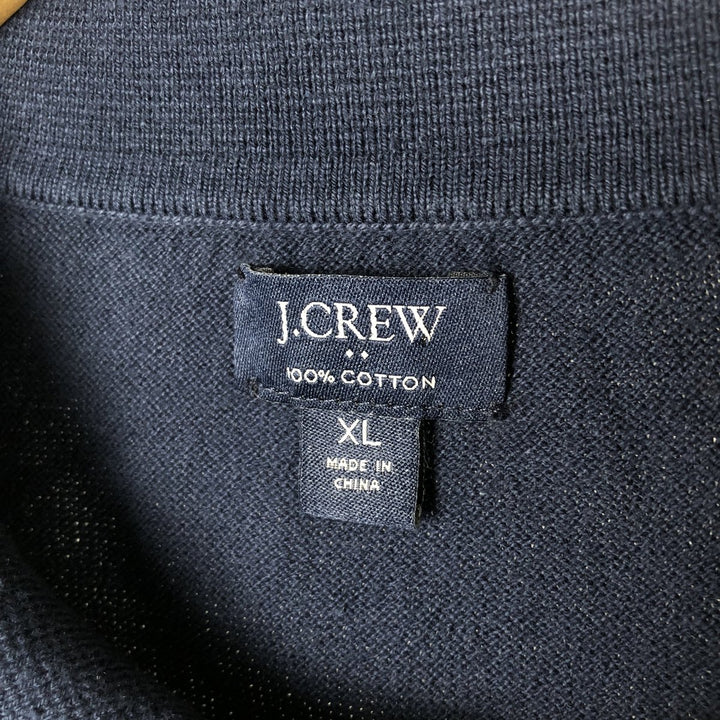 J.CREW
100% COTTON
XL
MADE IN
CHINA